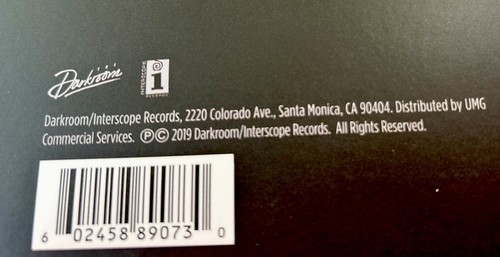 Darkroom
INTERSCOPE
i
RECORDS
Darkroom/Interscope Records, 2220 Colorado Ave., Santa Monica, CA 90404. Distributed by UMG
Commercial Services. ℗© 2019 Darkroom/Interscope Records. All Rights Reserved.
6 02458 89073 0